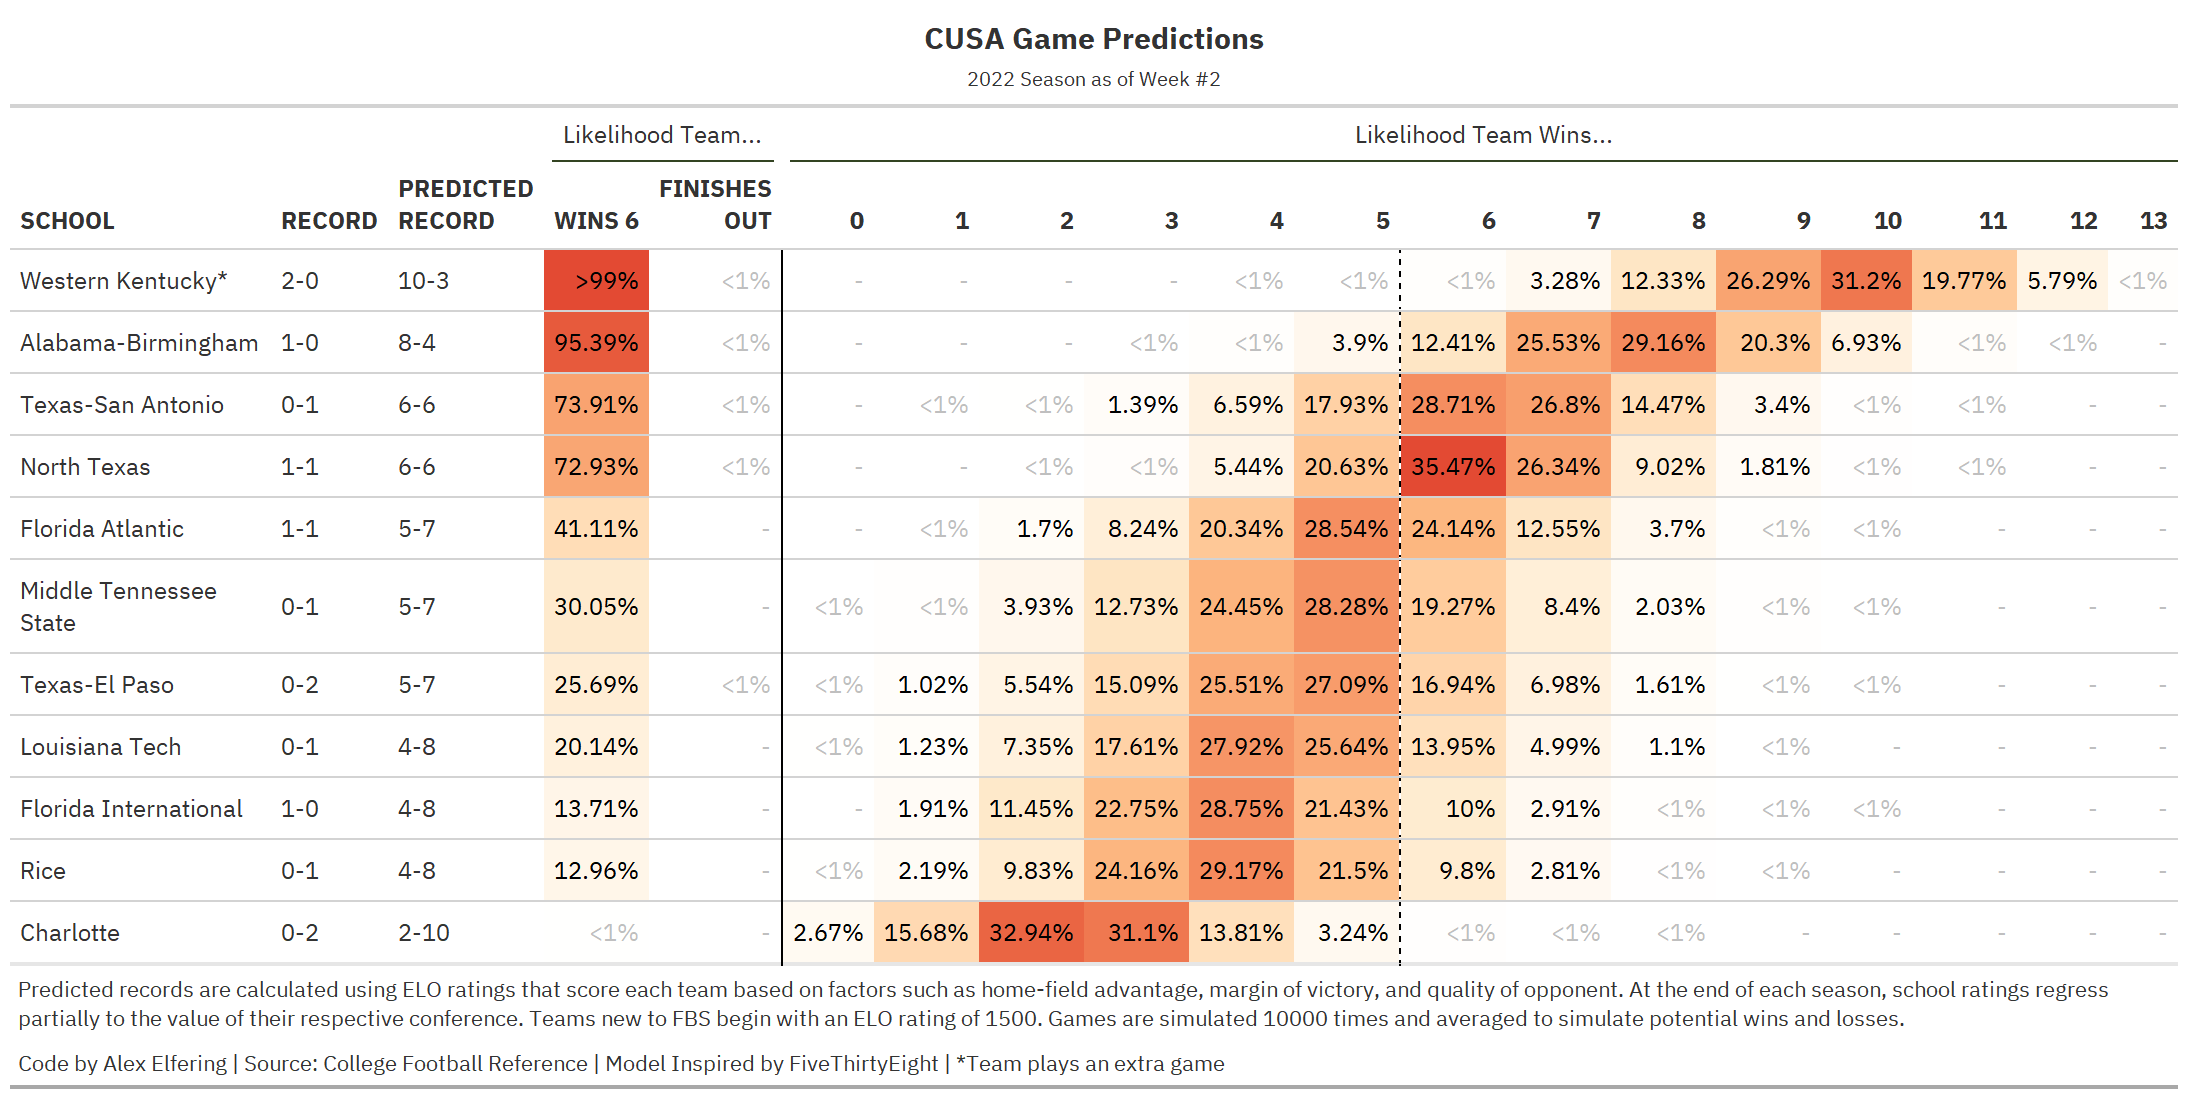 CUSA Game Predictions
2022 Season as of Week #2
Likelihood Team... Likelihood Team Wins...
SCHOOL RECORD PREDICTED RECORD WINS 6 FINISHES OUT 0 1 2 3 4 5 6 7 8 9 10 11 12 13
Western Kentucky* 2-0 10-3 >99% <1% - - - - <1% <1% <1% 3.28% 12.33% 26.29% 31.2% 19.77% 5.79% <1%
Alabama-Birmingham 1-0 8-4 95.39% <1% - - - <1% <1% 3.9% 12.41% 25.53% 29.16% 20.3% 6.93% <1% <1% -
Texas-San Antonio 0-1 6-6 73.91% <1% - <1% <1% 1.39% 6.59% 17.93% 28.71% 26.8% 14.47% 3.4% <1% <1% - -
North Texas 1-1 6-6 72.93% <1% - - <1% <1% 5.44% 20.63% 35.47% 26.34% 9.02% 1.81% <1% <1% - -
Florida Atlantic 1-1 5-7 41.11% - - <1% 1.7% 8.24% 20.34% 28.54% 24.14% 12.55% 3.7% <1% <1% - - -
Middle Tennessee State 0-1 5-7 30.05% - <1% <1% 3.93% 12.73% 24.45% 28.28% 19.27% 8.4% 2.03% <1% <1% - - -
Texas-El Paso 0-2 5-7 25.69% <1% <1% 1.02% 5.54% 15.09% 25.51% 27.09% 16.94% 6.98% 1.61% <1% <1% - - -
Louisiana Tech 0-1 4-8 20.14% - <1% 1.23% 7.35% 17.61% 27.92% 25.64% 13.95% 4.99% 1.1% <1% - - - -
Florida International 1-0 4-8 13.71% - - 1.91% 11.45% 22.75% 28.75% 21.43% 10% 2.91% <1% <1% <1% - - -
Rice 0-1 4-8 12.96% - <1% 2.19% 9.83% 24.16% 29.17% 21.5% 9.8% 2.81% <1% <1% - - - -
Charlotte 0-2 2-10 <1% - 2.67% 15.68% 32.94% 31.1% 13.81% 3.24% <1% <1% <1% - - - - -
Predicted records are calculated using ELO ratings that score each team based on factors such as home-field advantage, margin of victory, and quality of opponent. At the end of each season, school ratings regress
partially to the value of their respective conference. Teams new to FBS begin with an ELO rating of 1500. Games are simulated 10000 times and averaged to simulate potential wins and losses.
Code by Alex Elfering | Source: College Football Reference | Model Inspired by FiveThirtyEight | *Team plays an extra game